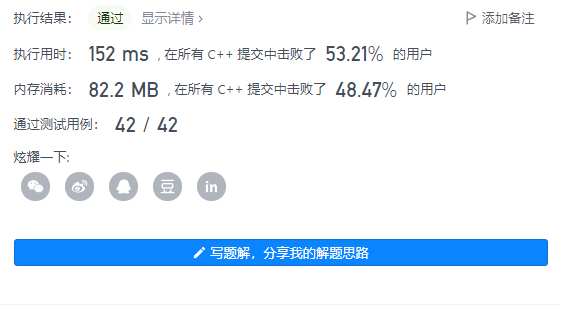 执行结果： 通过 显示详情 › 添加备注
执行用时： 152 ms , 在所有 C++ 提交中击败了 53.21% 的用户
内存消耗： 82.2 MB , 在所有 C++ 提交中击败了 48.47% 的用户
通过测试用例： 42 / 42
炫耀一下:
豆 in
写题解，分享我的解题思路